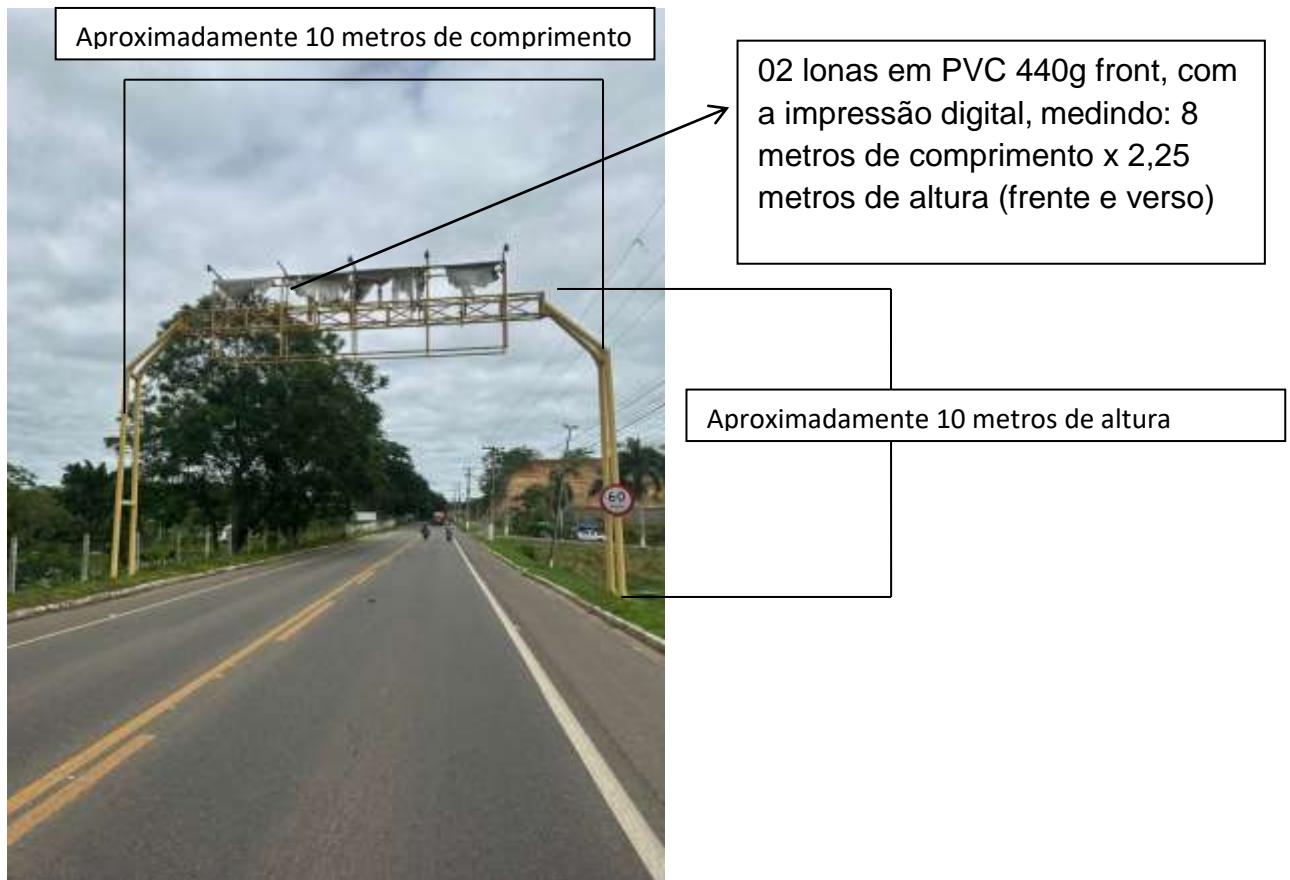 Aproximadamente 10 metros de comprimento
02 lonas em PVC 440g front, com
a impressão digital, medindo: 8
metros de comprimento x 2,25
metros de altura (frente e verso)
Aproximadamente 10 metros de altura
60